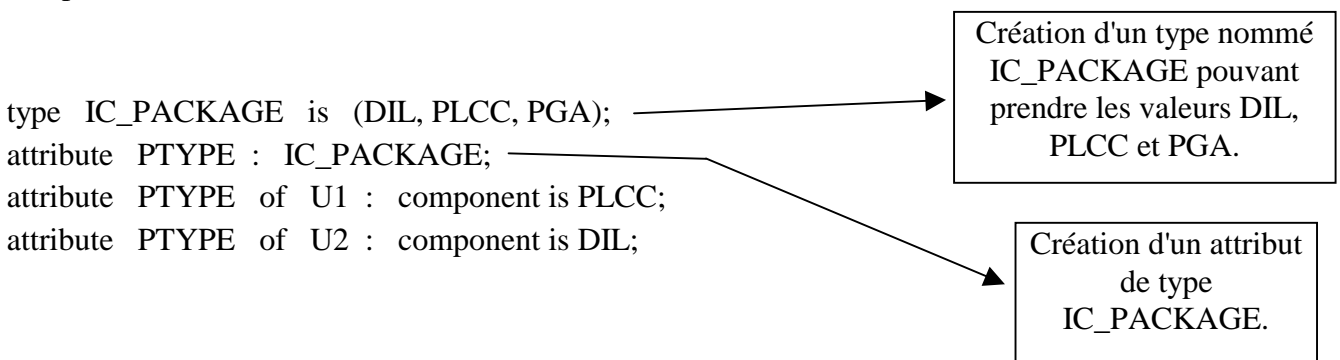 Création d'un type nommé
IC_PACKAGE pouvant
prendre les valeurs DIL,
PLCC et PGA.
type IC_PACKAGE is (DIL, PLCC, PGA);
attribute PTYPE : IC_PACKAGE;
attribute PTYPE of U1 : component is PLCC;
attribute PTYPE of U2 : component is DIL;
Création d'un attribut
de type
IC_PACKAGE.